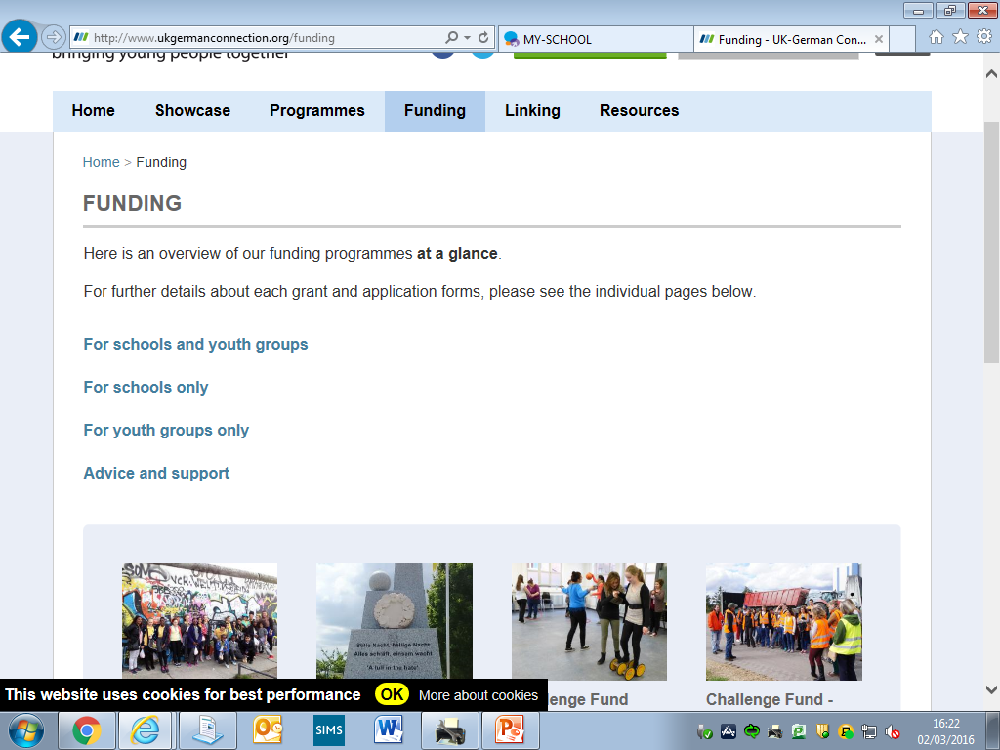 http://www.ukgermanconnection.org/funding
MY-SCHOOL
Funding - UK-German Con...
bringing young people together
Home Showcase Programmes Funding Linking Resources
Home > Funding
FUNDING
Here is an overview of our funding programmes at a glance.
For further details about each grant and application forms, please see the individual pages below.
For schools and youth groups
For schools only
For youth groups only
Advice and support
Stille Nacht, heilige Nacht
Alles schläft, einsam wacht
'A lull in the hate'
This website uses cookies for best performance OK More about cookies
enge Fund
Challenge Fund -
SIMS
16:22
02/03/2016